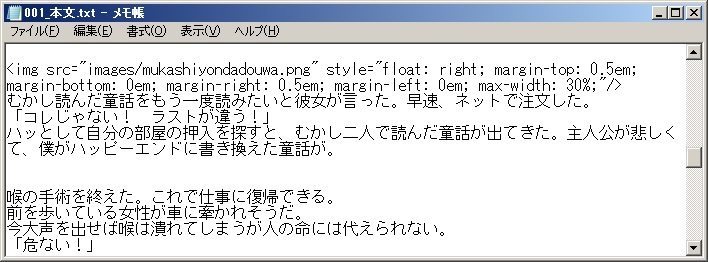 001_本文.txt - メモ帳
ファイル(F) 編集(E) 書式(O) 表示(V) ヘルプ(H)
<img src="images/mukashiyondadouwa.png" style="float: right; margin-top: 0.5em;
margin-bottom: 0em; margin-right: 0.5em; margin-left: 0em; max-width: 30%;"/>
むかし読んだ童話をもう一度読みたいと彼女が言った。早速、ネットで注文した。
「コレじゃない！　ラストが違う！」
ハッとして自分の部屋の押入を探すと、むかし二人で読んだ童話が出てきた。主人公が悲しく
て、僕がハッピーエンドに書き換えた童話が。
喉の手術を終えた。これで仕事に復帰できる。
前を歩いている女性が車に牽かれそうだ。
今大声を出せば喉は潰れてしまうが人の命には代えられない。
「危ない！」